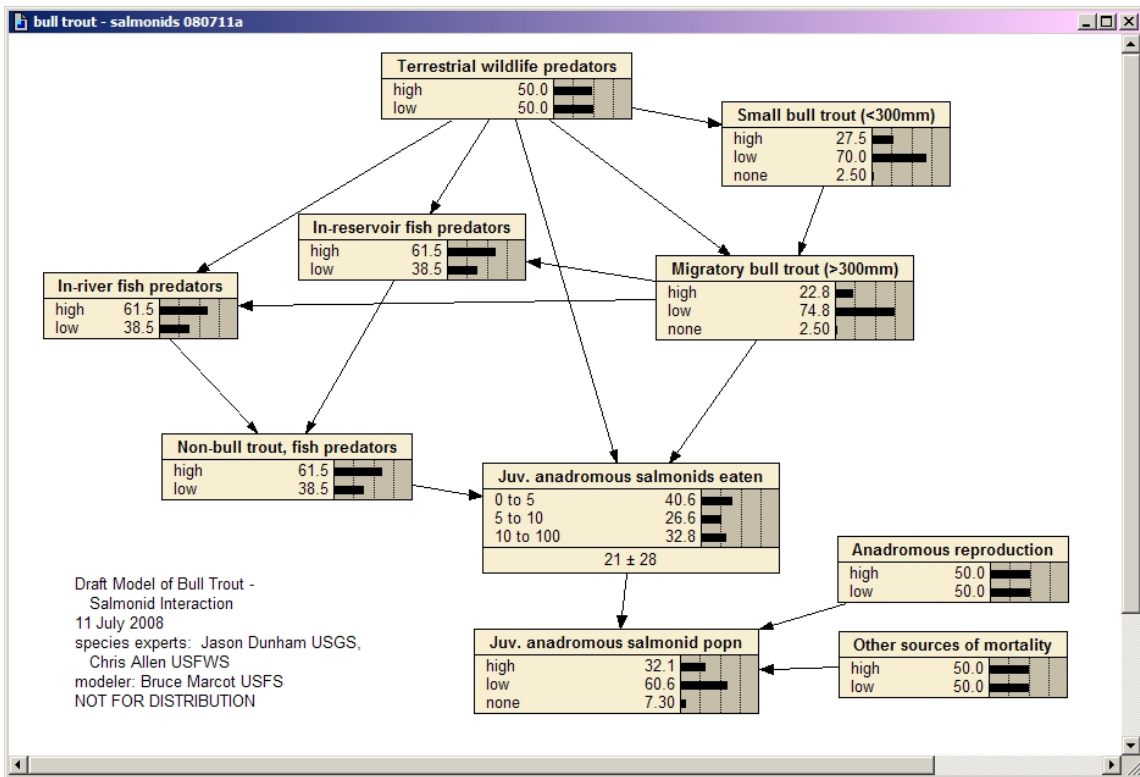 bull trout - salmonids 080711a
Terrestrial wildlife predators
high 50.0
low 50.0
Small bull trout (<300mm)
high 27.5
low 70.0
none 2.50
In-reservoir fish predators
high 61.5
low 38.5
Migratory bull trout (>300mm)
high 22.8
low 74.8
none 2.50
In-river fish predators
high 61.5
low 38.5
Non-bull trout, fish predators
high 61.5
low 38.5
Juv. anadromous salmonids eaten
0 to 5 40.6
5 to 10 26.6
10 to 100 32.8
21 ± 28
Anadromous reproduction
high 50.0
low 50.0
Juv. anadromous salmonid popn
high 32.1
low 60.6
none 7.30
Other sources of mortality
high 50.0
low 50.0
Draft Model of Bull Trout -
Salmonid Interaction
11 July 2008
species experts: Jason Dunham USGS,
Chris Allen USFWS
modeler: Bruce Marcot USFS
NOT FOR DISTRIBUTION